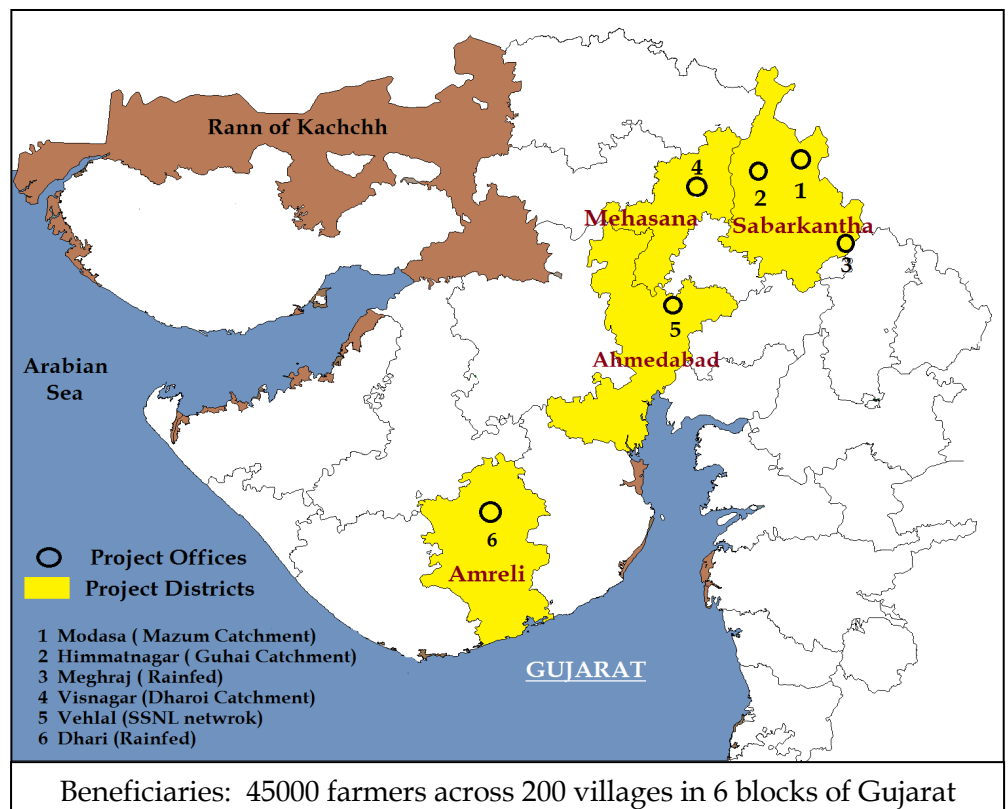 Rann of Kachchh
4
2
1
Mehasana
Sabarkantha
3
5
Arabian
Sea
Ahmedabad
6
Amreli
Project Offices
Project Districts
1 Modasa ( Mazum Catchment)
2 Himmatnagar ( Guhai Catchment)
3 Meghraj ( Rainfed)
4 Visnagar (Dharoi Catchment)
5 Vehlal (SSNL netwrok)
6 Dhari (Rainfed)
GUJARAT
Beneficiaries: 45000 farmers across 200 villages in 6 blocks of Gujarat